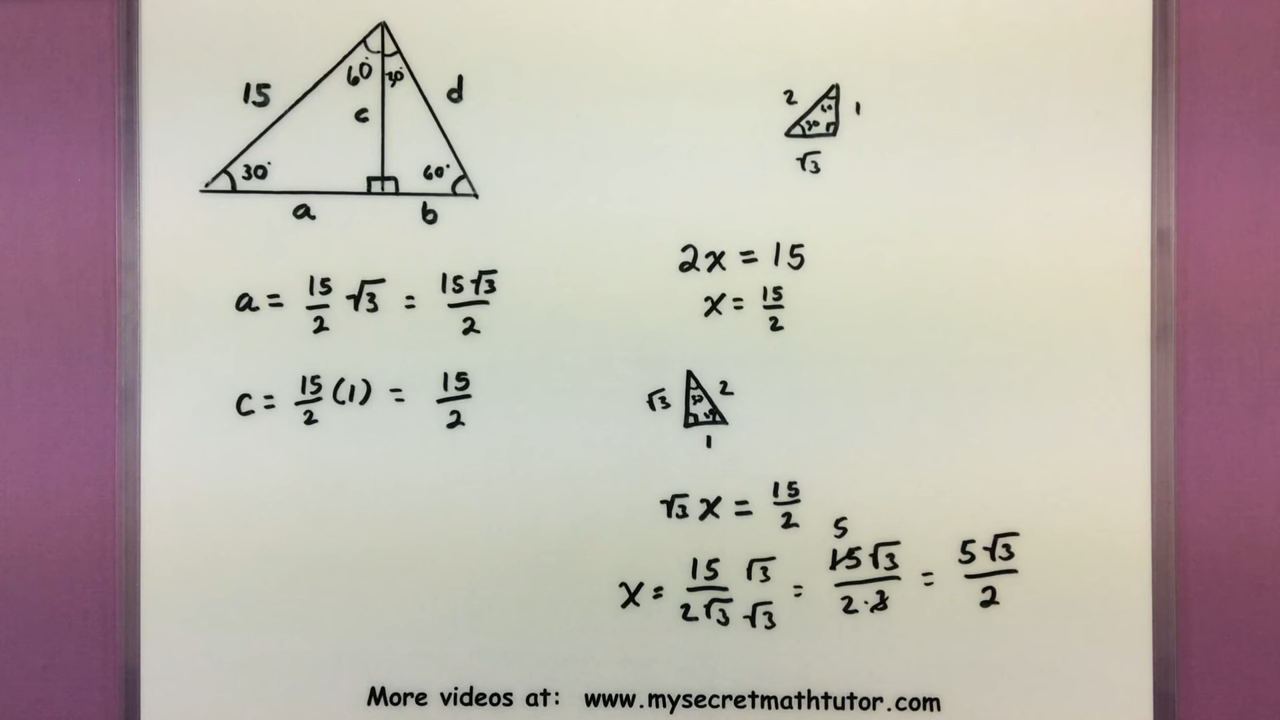 15
60°
30°
d
c
30°
60°
a
b
2
60
1
30
√3
a = 15/2 √3 = 15√3/2
c = 15/2 (1) = 15/2
2x = 15
x = 15/2
√3
30
2
1
√3 x = 15/2
5
x = 15/2√3 √3/√3 = 15√3/2·3 = 5√3/2
More videos at: www.mysecretmathtutor.com